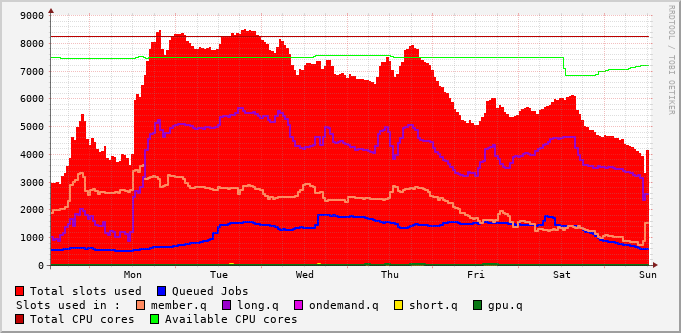 9000
8000
7000
6000
5000
4000
3000
2000
1000
0
Mon Tue Wed Thu Fri Sat Sun
RRDTOOL / TOBI OETIKER
Total slots used Queued Jobs
Slots used in : member.q long.q ondemand.q short.q gpu.q
Total CPU cores Available CPU cores